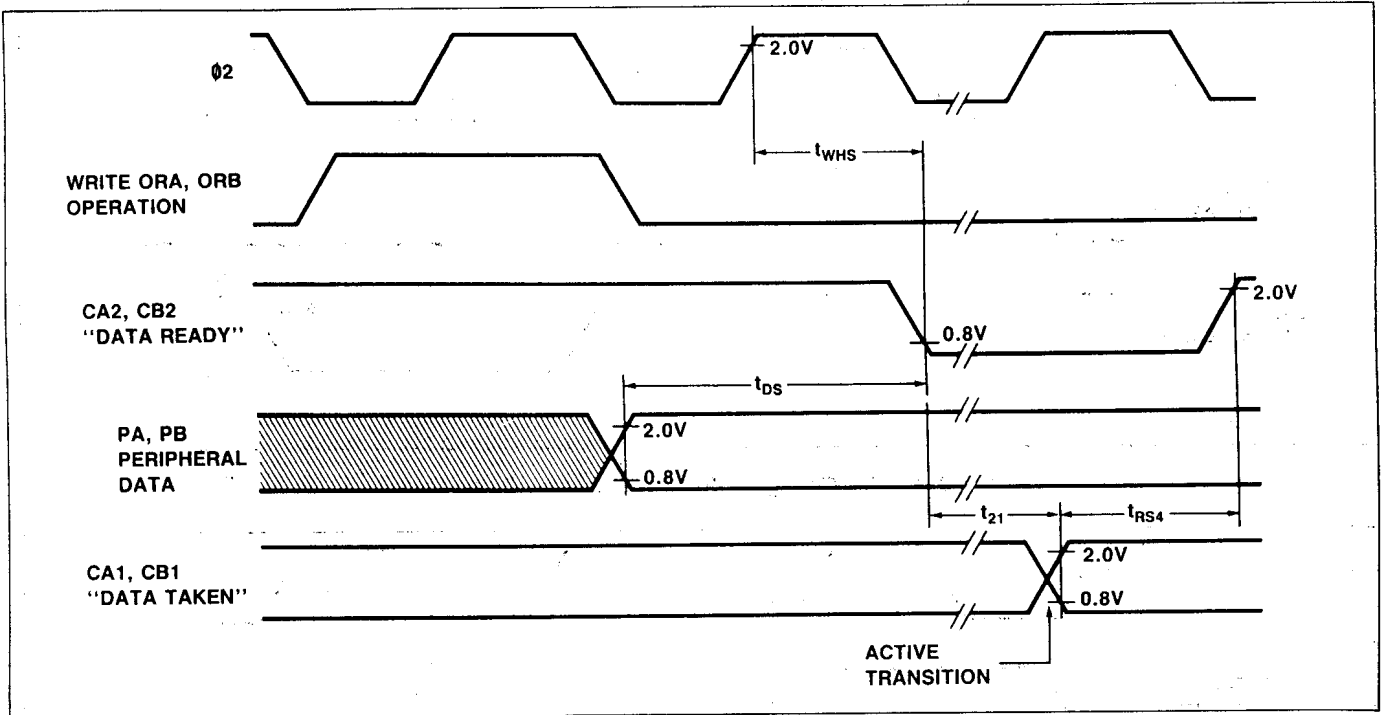 ϕ2
2.0V
tWHS
WRITE ORA, ORB
OPERATION
CA2, CB2
"DATA READY"
2.0V
0.8V
tDS
PA, PB
PERIPHERAL
DATA
2.0V
0.8V
t21
tRS4
CA1, CB1
"DATA TAKEN"
2.0V
0.8V
ACTIVE
TRANSITION